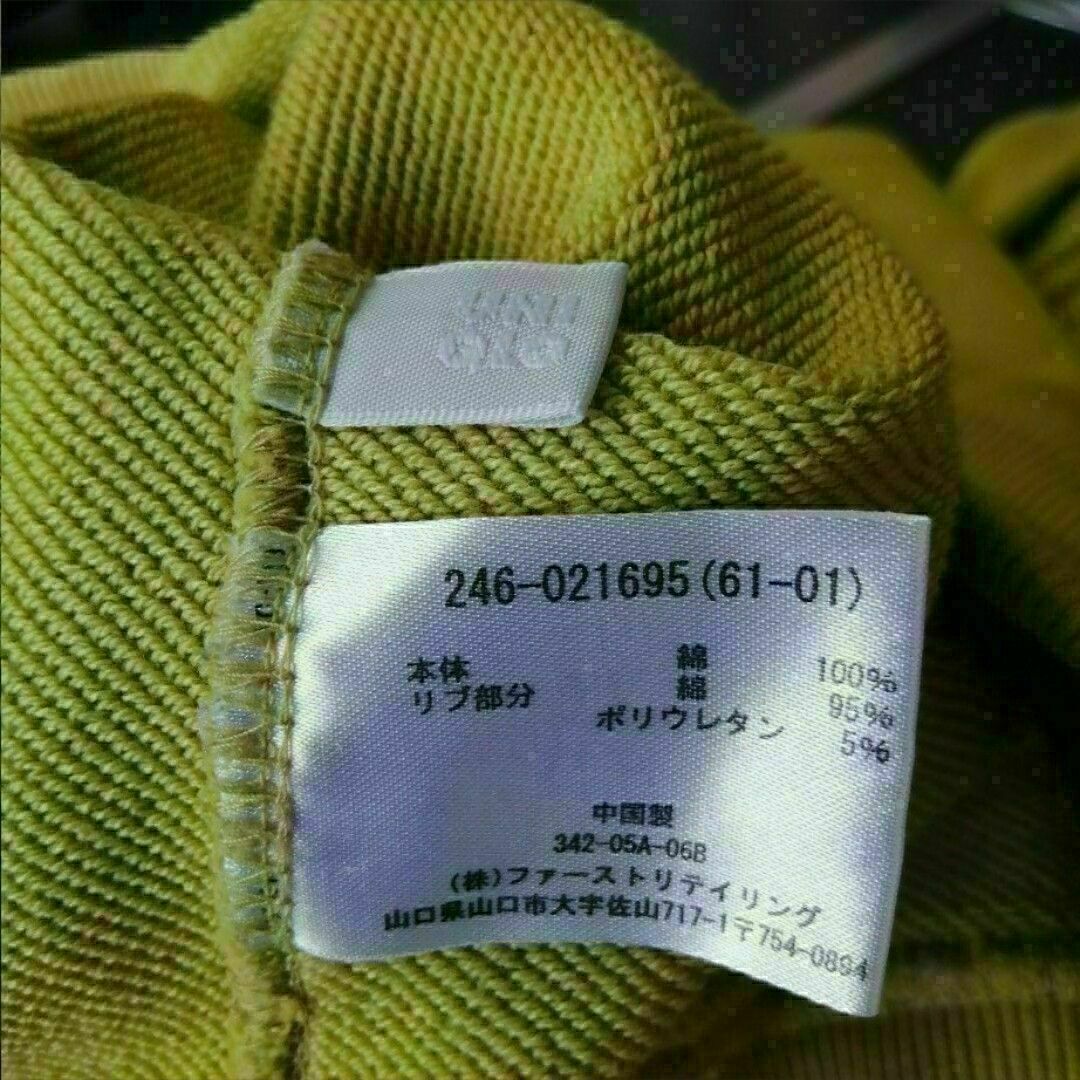 UNI
QLO
246-021695(61-01)
本体 綿 100%
リブ部分 綿 95%
ポリウレタン 5%
中国製
342-05A-06B
(株)ファーストリテイリング
山口県山口市大字佐山717-1〒754-0894